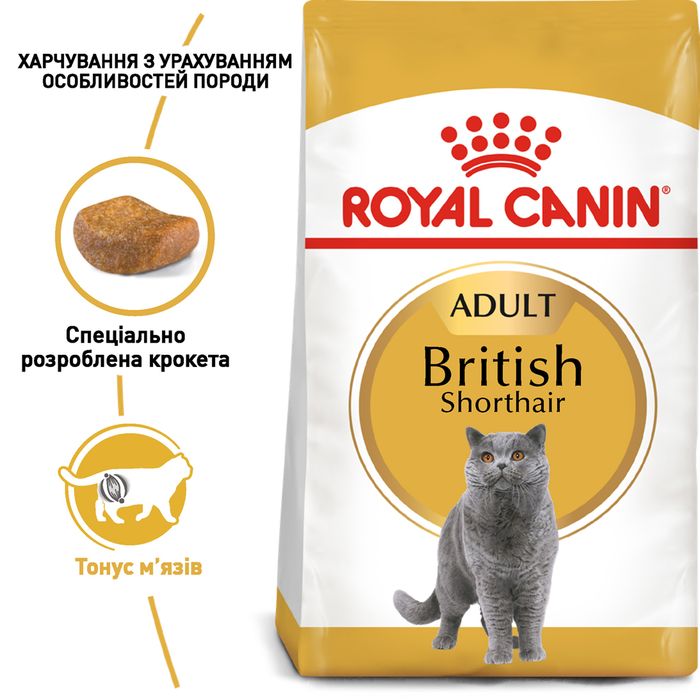 ХАРЧУВАННЯ З УРАХУВАННЯМ
ОСОБЛИВОСТЕЙ ПОРОДИ
Спеціально
розроблена крокета
Тонус м’язів
ROYAL CANIN®
ADULT
British
Shorthair